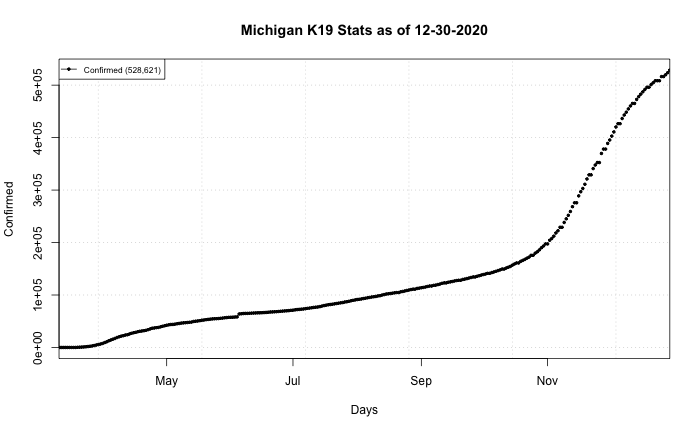 Michigan K19 Stats as of 12-30-2020
Confirmed (528,621)
5e+05
4e+05
3e+05
2e+05
1e+05
0e+00
Confirmed
May Jul Sep Nov
Days